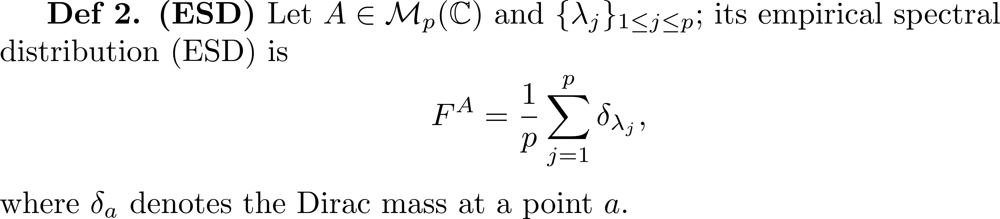 Def 2. (ESD) Let $A \in \mathcal{M}_p(\mathbb{C})$ and $\{\lambda_j\}_{1 \leq j \leq p}$; its empirical spectral
distribution (ESD) is
$$F^A = \frac{1}{p} \sum_{j=1}^{p} \delta_{\lambda_j},$$
where $\delta_a$ denotes the Dirac mass at a point $a$.